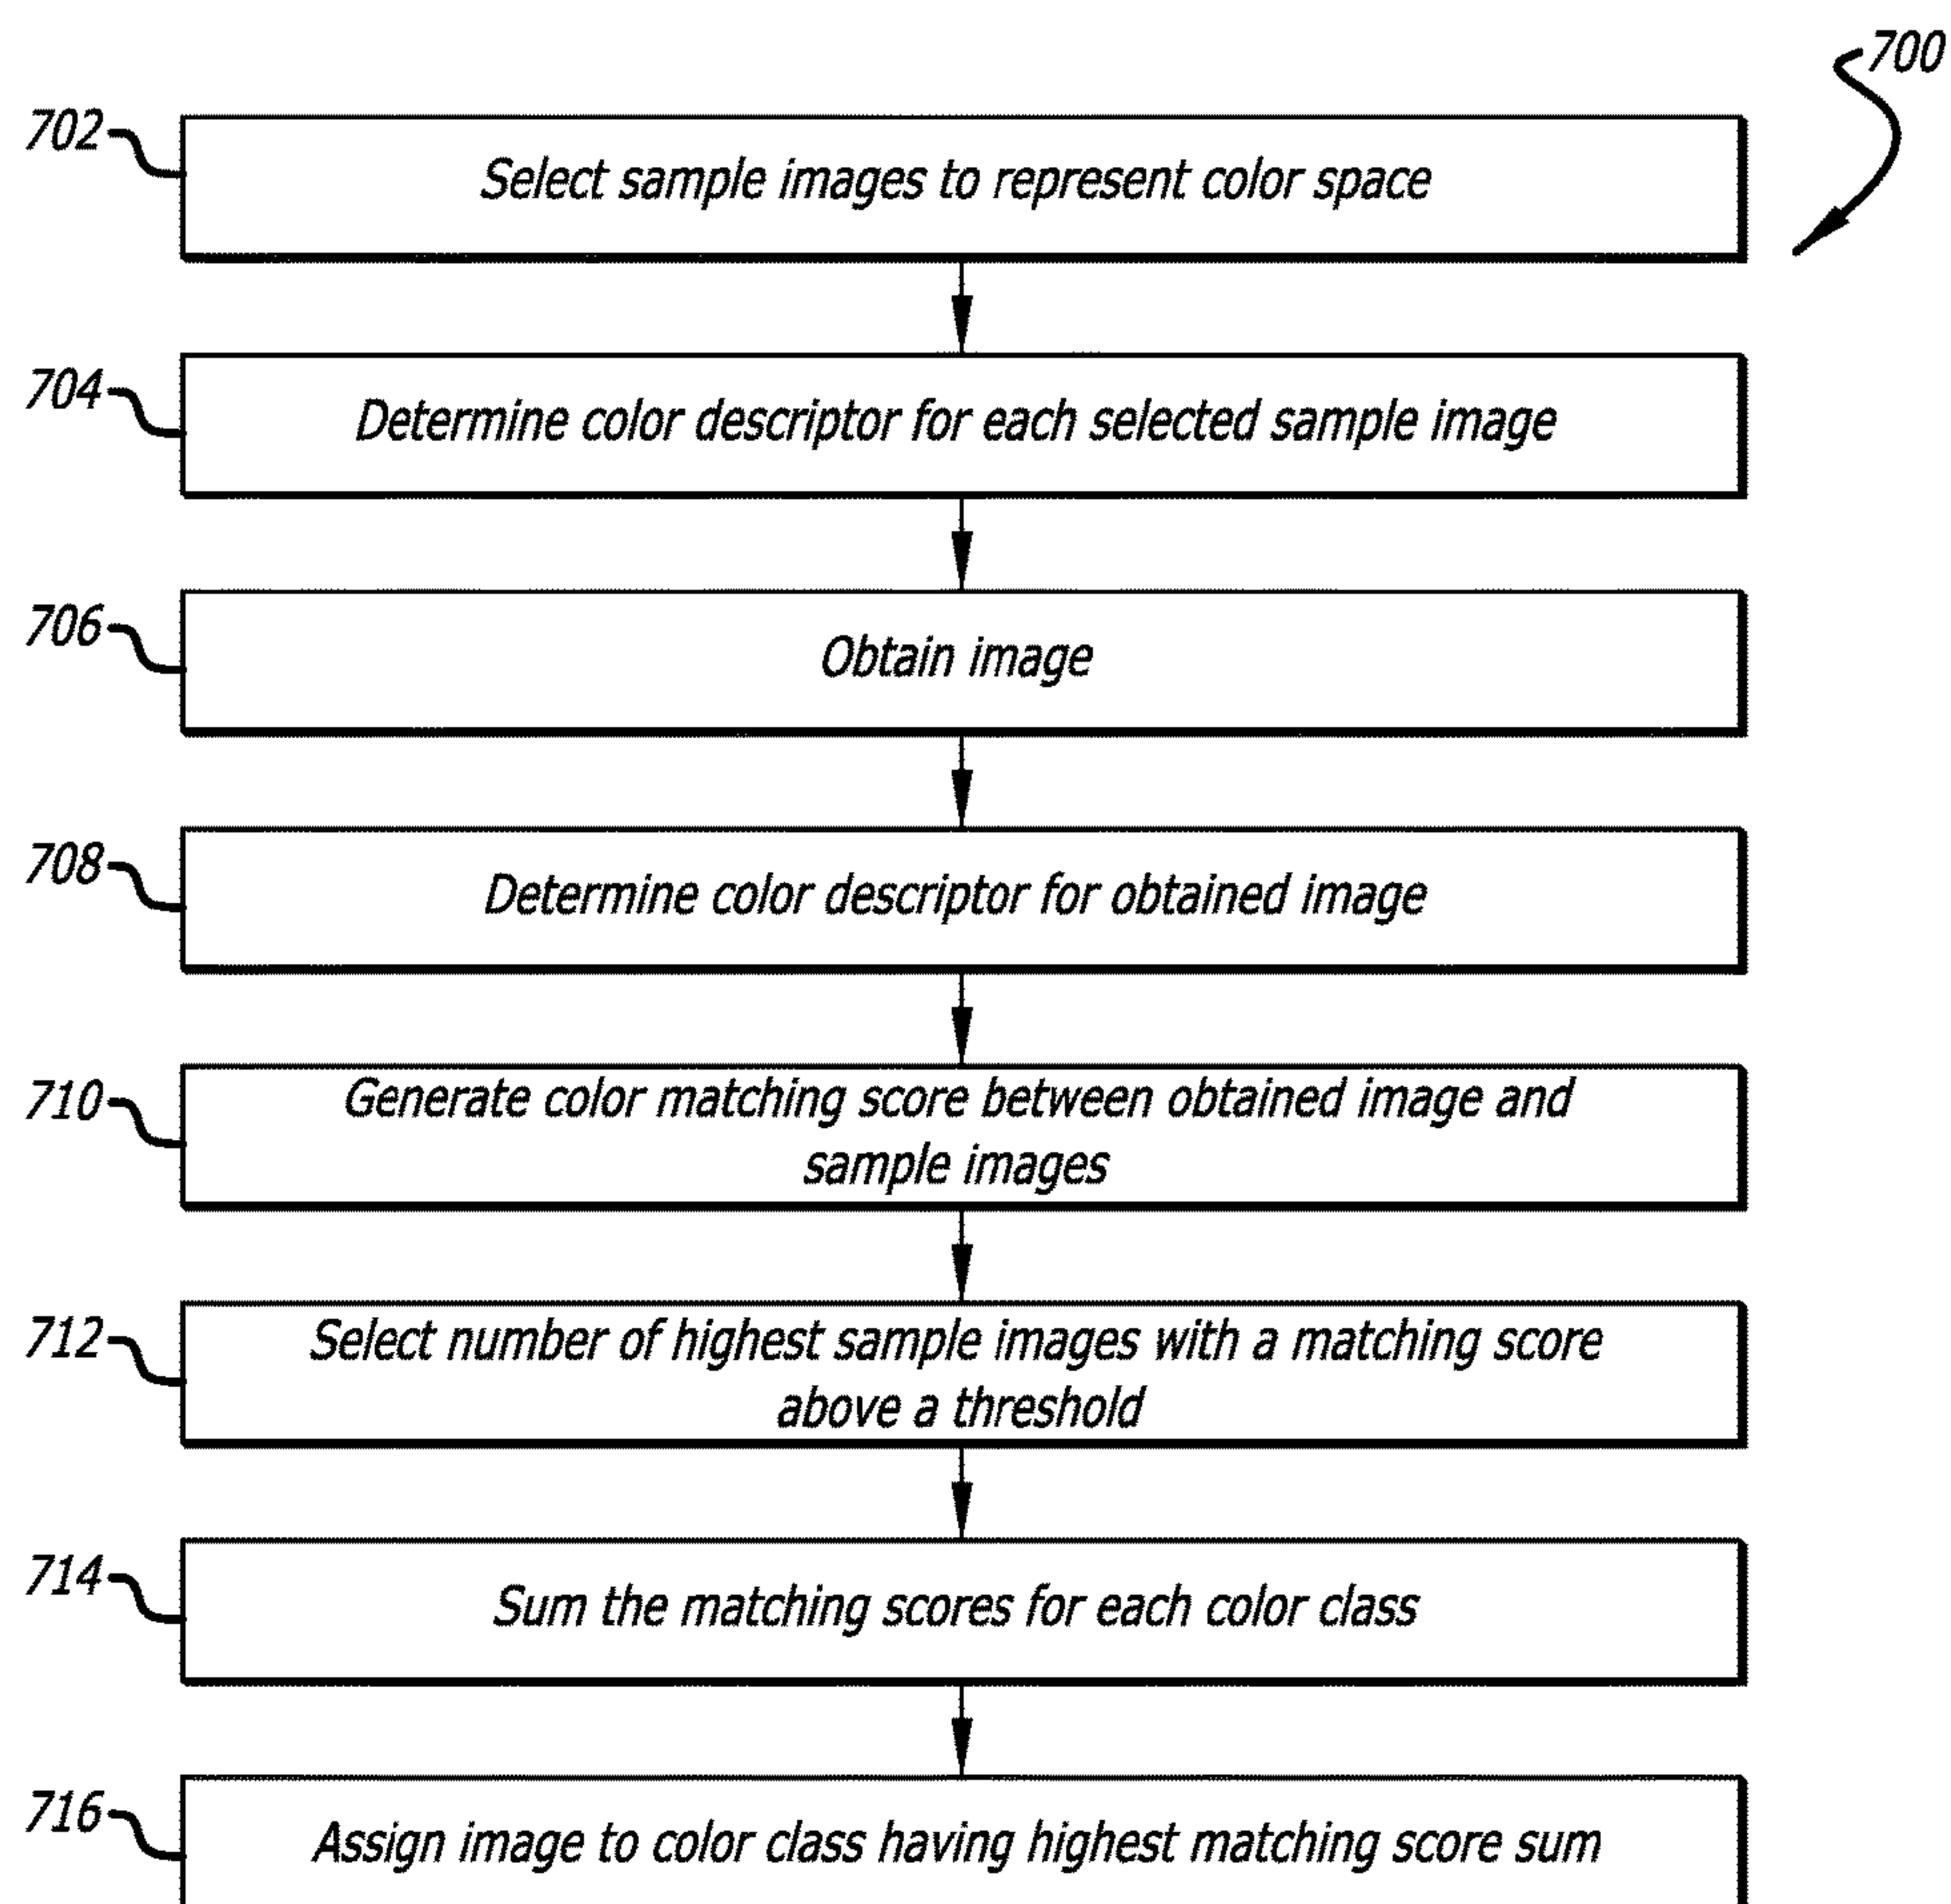 700
702
Select sample images to represent color space
704
Determine color descriptor for each selected sample image
706
Obtain image
708
Determine color descriptor for obtained image
710
Generate color matching score between obtained image and
sample images
712
Select number of highest sample images with a matching score
above a threshold
714
Sum the matching scores for each color class
716
Assign image to color class having highest matching score sum